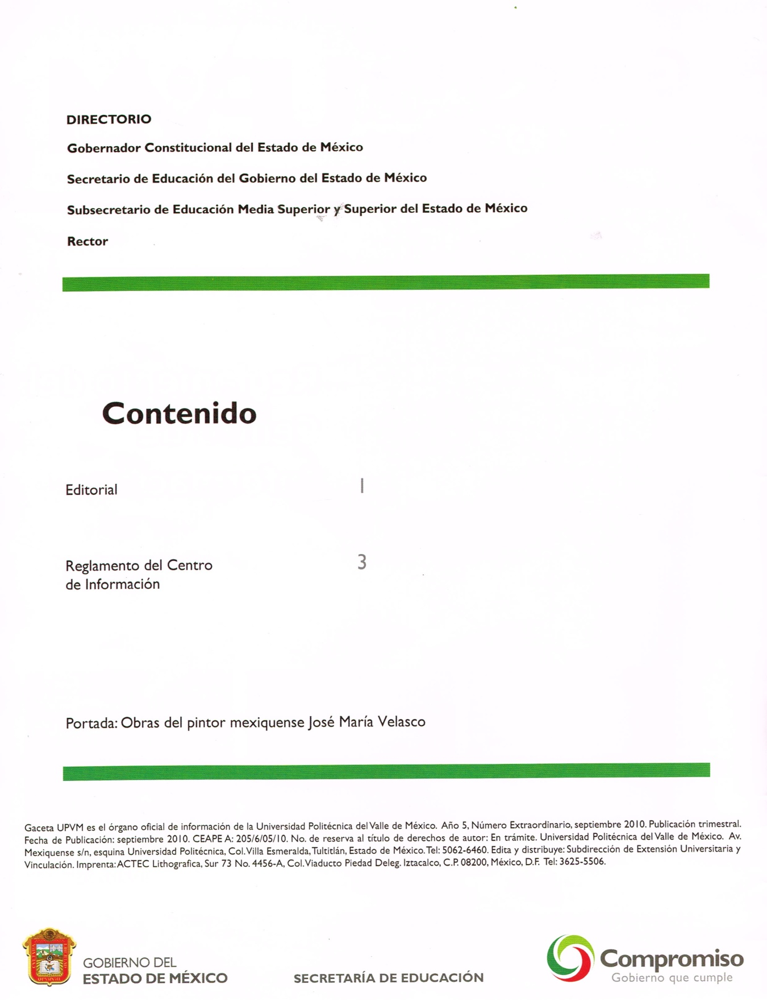 DIRECTORIO
Gobernador Constitucional del Estado de México
Secretario de Educación del Gobierno del Estado de México
Subsecretario de Educación Media Superior y Superior del Estado de México
Rector
Contenido
Editorial 1
Reglamento del Centro 3
de Información
Portada: Obras del pintor mexiquense José María Velasco
Gaceta UPVM es el órgano oficial de información de la Universidad Politécnica del Valle de México. Año 5, Número Extraordinario, septiembre 2010. Publicación trimestral.
Fecha de Publicación: septiembre 2010. CEAPE A: 205/6/05/10. No. de reserva al título de derechos de autor: En trámite. Universidad Politécnica del Valle de México. Av.
Mexiquense s/n, esquina Universidad Politécnica, Col. Villa Esmeralda, Tultitlán, Estado de México. Tel: 5062-6460. Edita y distribuye: Subdirección de Extensión Universitaria y
Vinculación. Imprenta: ACTEC Lithografica, Sur 73 No. 4456-A, Col. Viaducto Piedad Deleg. Iztacalco, C.P. 08200, México, D.F. Tel: 3625-5506.
GOBIERNO DEL
ESTADO DE MÉXICO
SECRETARÍA DE EDUCACIÓN
Compromiso
Gobierno que cumple